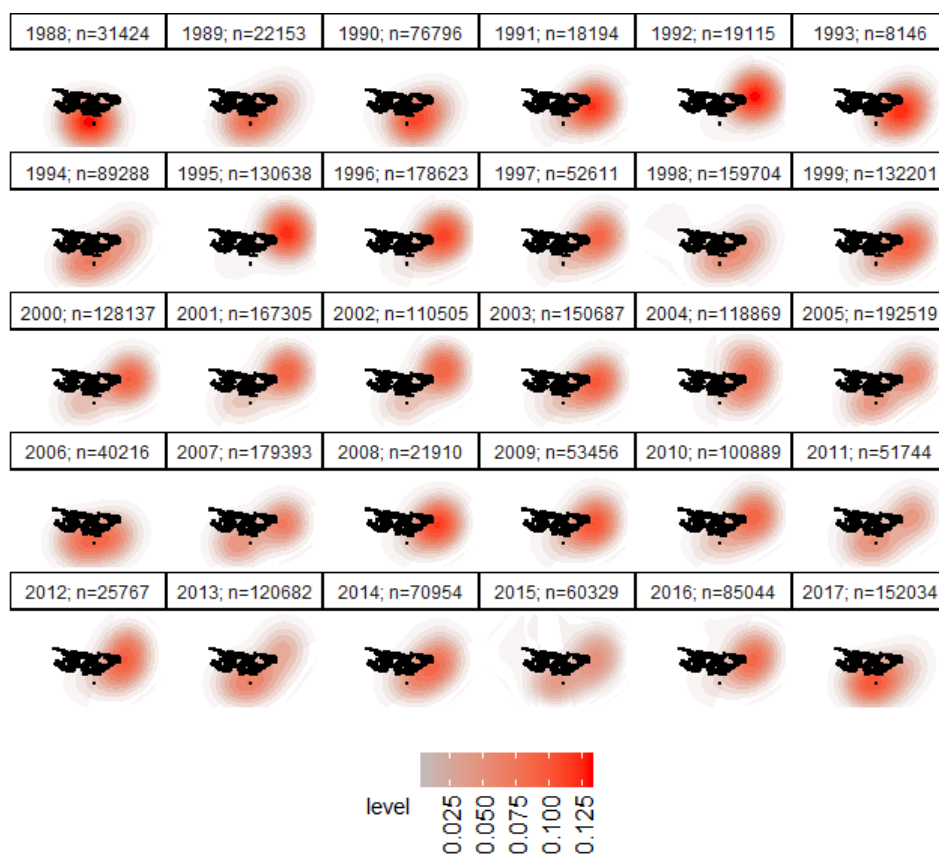 1988; n=31424 1989; n=22153 1990; n=76796 1991; n=18194 1992; n=19115 1993; n=8146
1994; n=89288 1995; n=130638 1996; n=178623 1997; n=52611 1998; n=159704 1999; n=132201
2000; n=128137 2001; n=167305 2002; n=110505 2003; n=150687 2004; n=118869 2005; n=192519
2006; n=40216 2007; n=179393 2008; n=21910 2009; n=53456 2010; n=100889 2011; n=51744
2012; n=25767 2013; n=120682 2014; n=70954 2015; n=60329 2016; n=85044 2017; n=152034
level
0.025
0.050
0.075
0.100
0.125